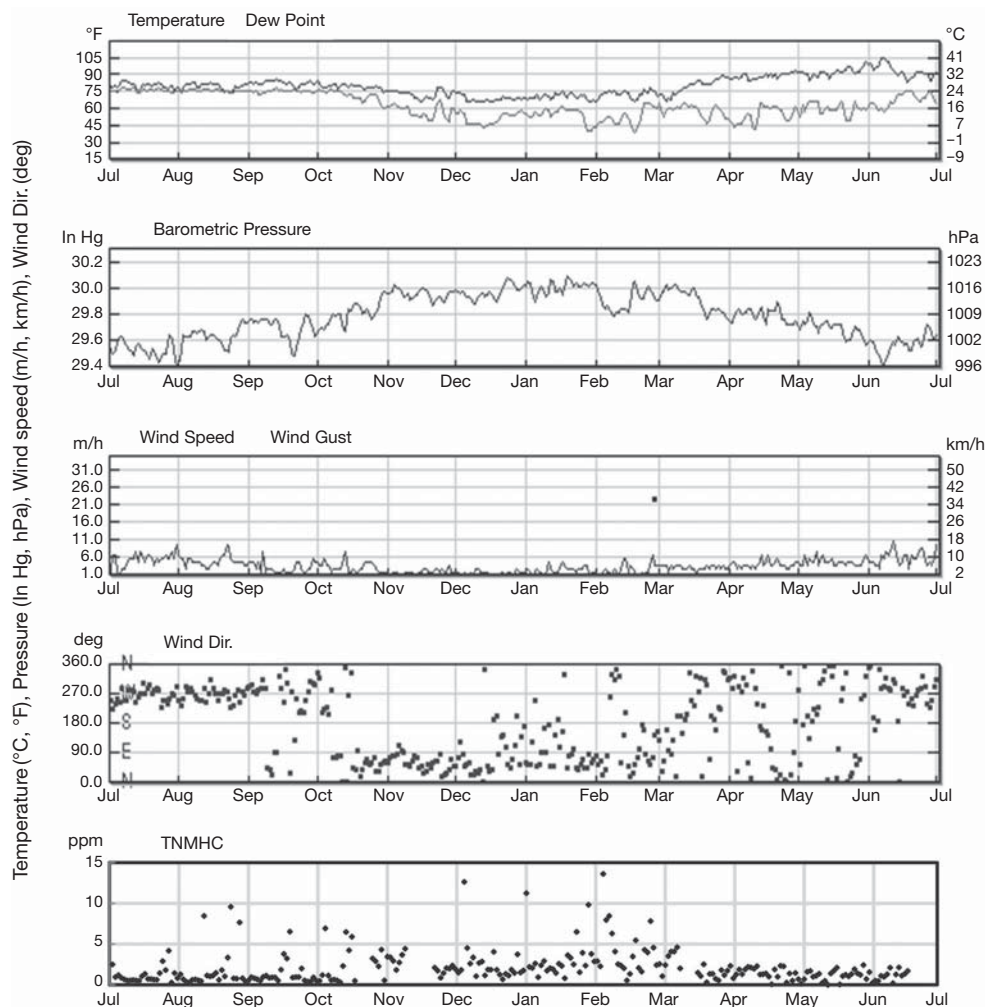 Temperature (°C, °F), Pressure (In Hg, hPa), Wind speed (m/h, km/h), Wind Dir. (deg)
Temperature Dew Point
°F °C
105 41
90 32
75 24
60 16
45 7
30 -1
15 -9
Jul Aug Sep Oct Nov Dec Jan Feb Mar Apr May Jun Jul
Barometric Pressure
In Hg hPa
30.2 1023
30.0 1016
29.8 1009
29.6 1002
29.4 996
Jul Aug Sep Oct Nov Dec Jan Feb Mar Apr May Jun Jul
Wind Speed Wind Gust
m/h km/h
31.0 50
26.0 42
21.0 34
16.0 26
11.0 18
6.0 10
1.0 2
Jul Aug Sep Oct Nov Dec Jan Feb Mar Apr May Jun Jul
Wind Dir.
deg
360.0 N
270.0 W
180.0 S
90.0 E
0.0 N
Jul Aug Sep Oct Nov Dec Jan Feb Mar Apr May Jun Jul
TNMHC
ppm
15
10
5
0
Jul Aug Sep Oct Nov Dec Jan Feb Mar Apr May Jun Jul